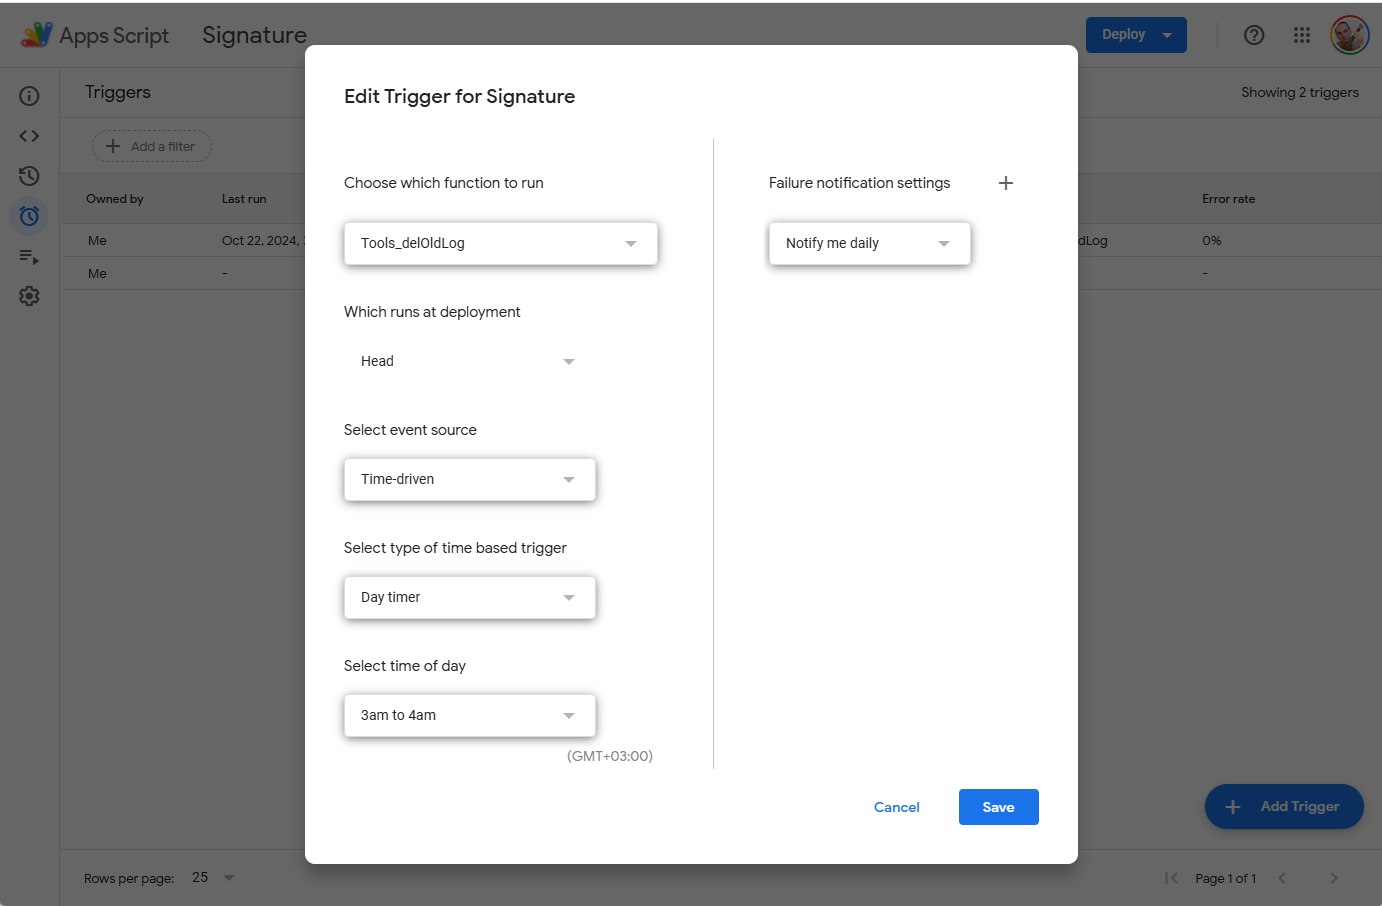 Apps Script
Signature
Deploy
Triggers
Showing 2 triggers
Add a filter
Owned by
Last run
Error rate
Me
Oct 22, 2024,
dLog
0%
Me
-
-
Edit Trigger for Signature
Choose which function to run
Tools_delOldLog
Which runs at deployment
Head
Select event source
Time-driven
Select type of time based trigger
Day timer
Select time of day
3am to 4am
(GMT+03:00)
Failure notification settings
Notify me daily
Cancel
Save
Add Trigger
Rows per page:
25
Page 1 of 1